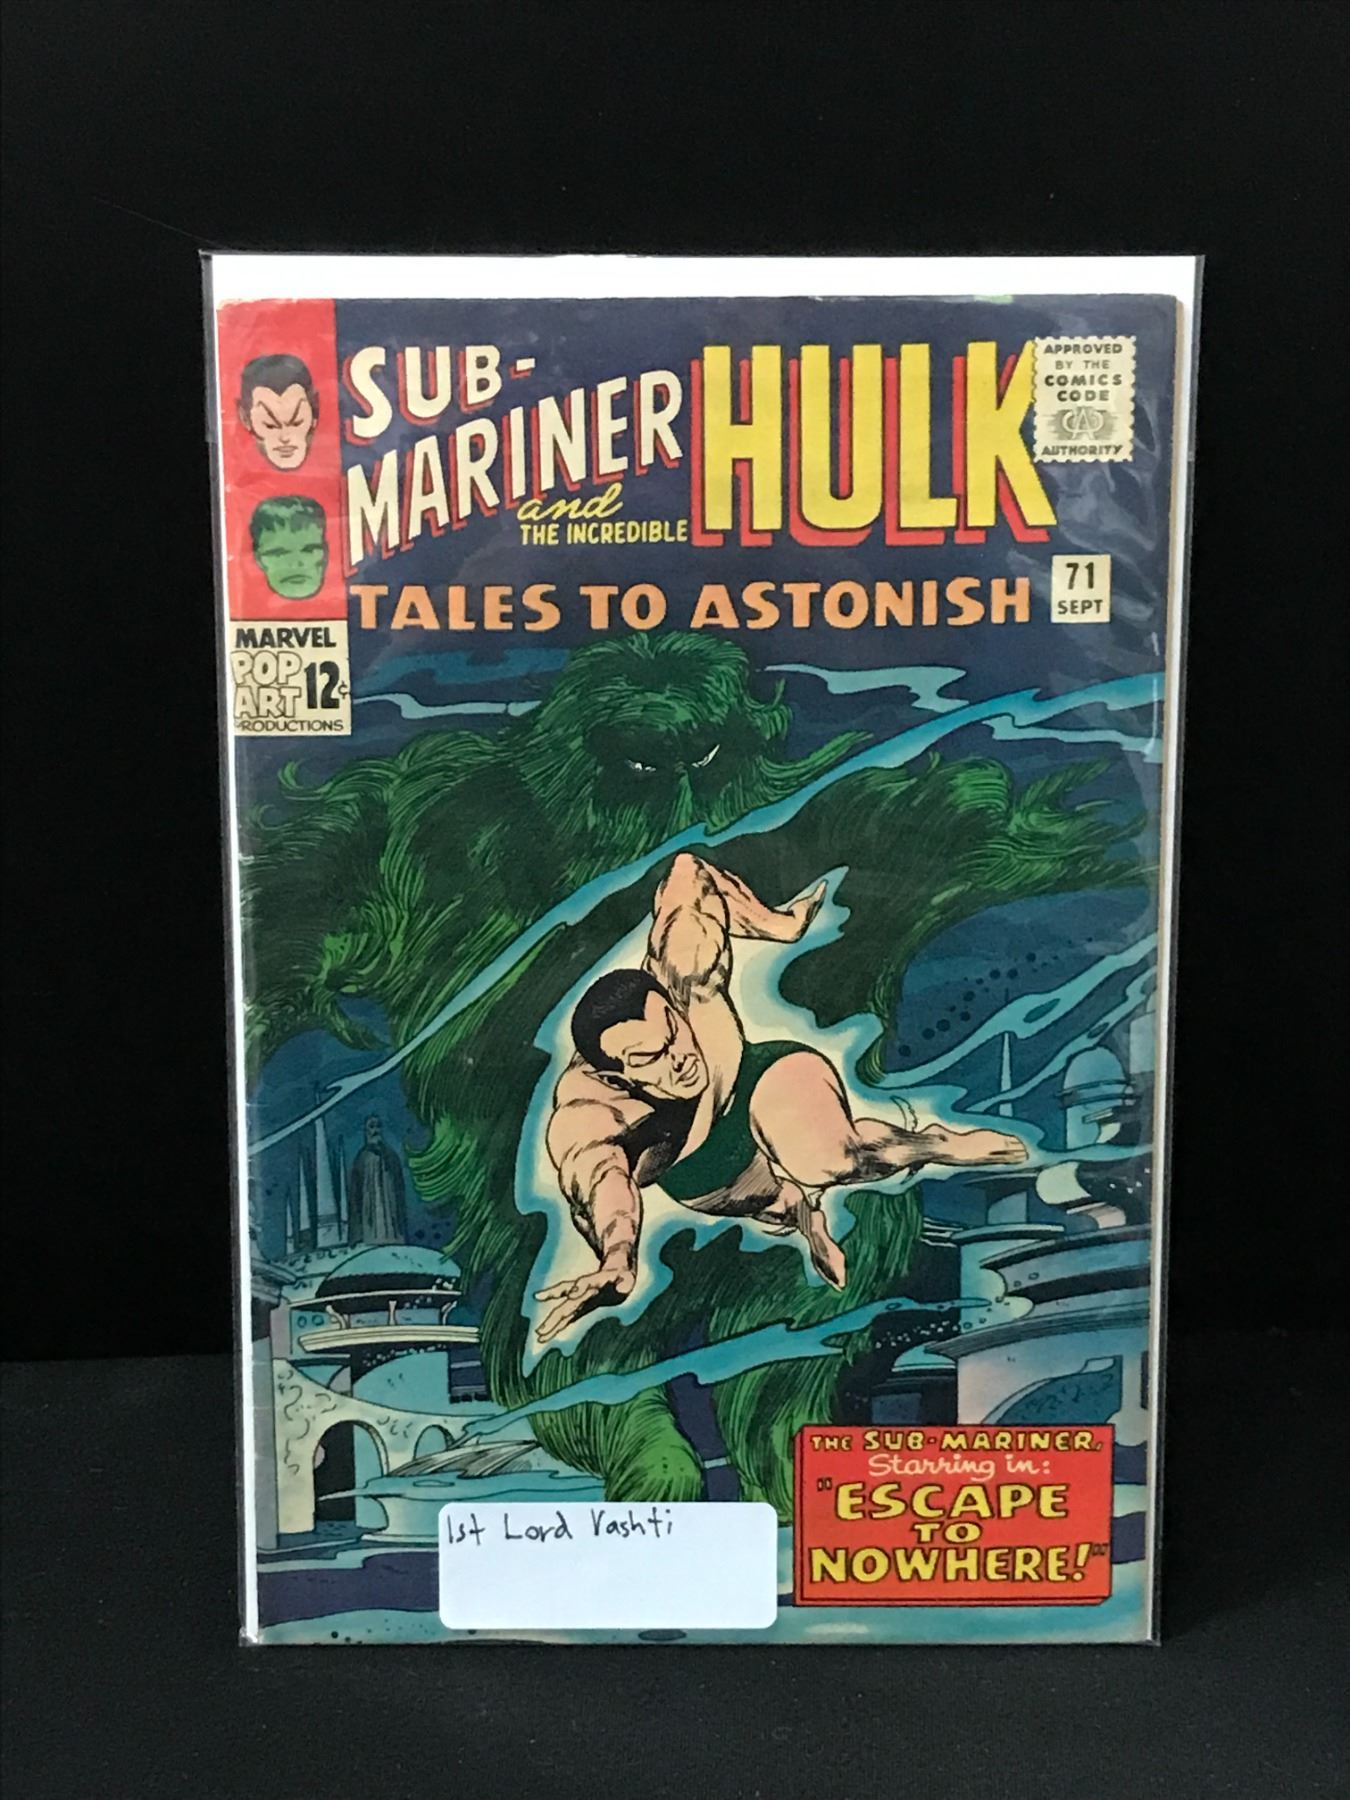 SUB-
MARINER
and
THE INCREDIBLE
HULK
APPROVED
BY THE
COMICS
CODE
CA
AUTHORITY
TALES TO ASTONISH
71
SEPT
MARVEL
POP
ART
12¢
PRODUCTIONS
THE SUB-MARINER,
Starring in:
"ESCAPE
TO
NOWHERE!"
1st Lord Vashti